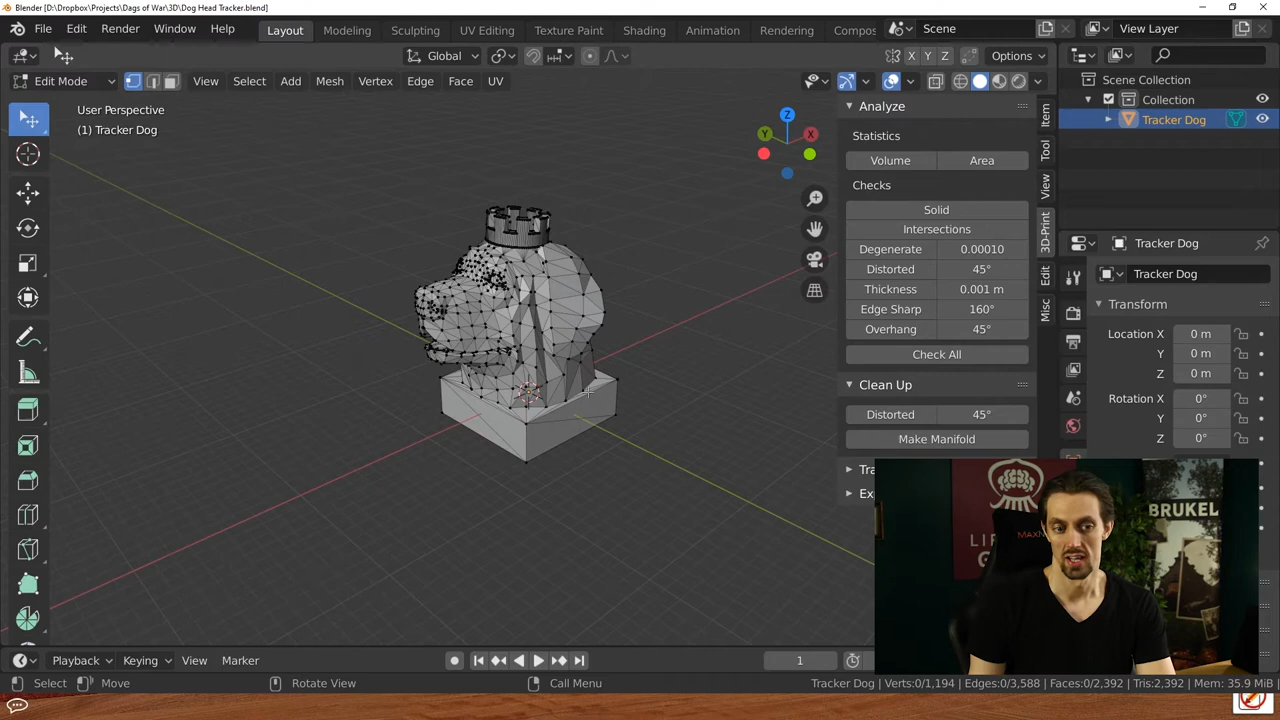 Blender [D:\Dropbox\Projects\Dags of War\3D\Dog Head Tracker.blend]
File Edit Render Window Help Layout Modeling Sculpting UV Editing Texture Paint Shading Animation Rendering Compos Scene View Layer
Global Options
Edit Mode View Select Add Mesh Vertex Edge Face UV
User Perspective
(1) Tracker Dog
X Y Z
Z
Y X
Analyze
Statistics
Volume Area
Checks
Solid
Intersections
Degenerate 0.00010
Distorted 45°
Thickness 0.001 m
Edge Sharp 160°
Overhang 45°
Check All
Clean Up
Distorted 45°
Make Manifold
Tra
Exp
Item
Tool
View
3D-Print
Edit
Misc
Scene Collection
Collection
Tracker Dog
Tracker Dog
Tracker Dog
Transform
Location X 0 m
Y 0 m
Z 0 m
Rotation X 0°
Y 0°
Z 0°
BRUKEL
Playback Keying View Marker 1
Select Move Rotate View Call Menu Tracker Dog | Verts:0/1,194 | Edges:0/3,588 | Faces:0/2,392 | Tris:2,392 | Mem: 35.9 MiB